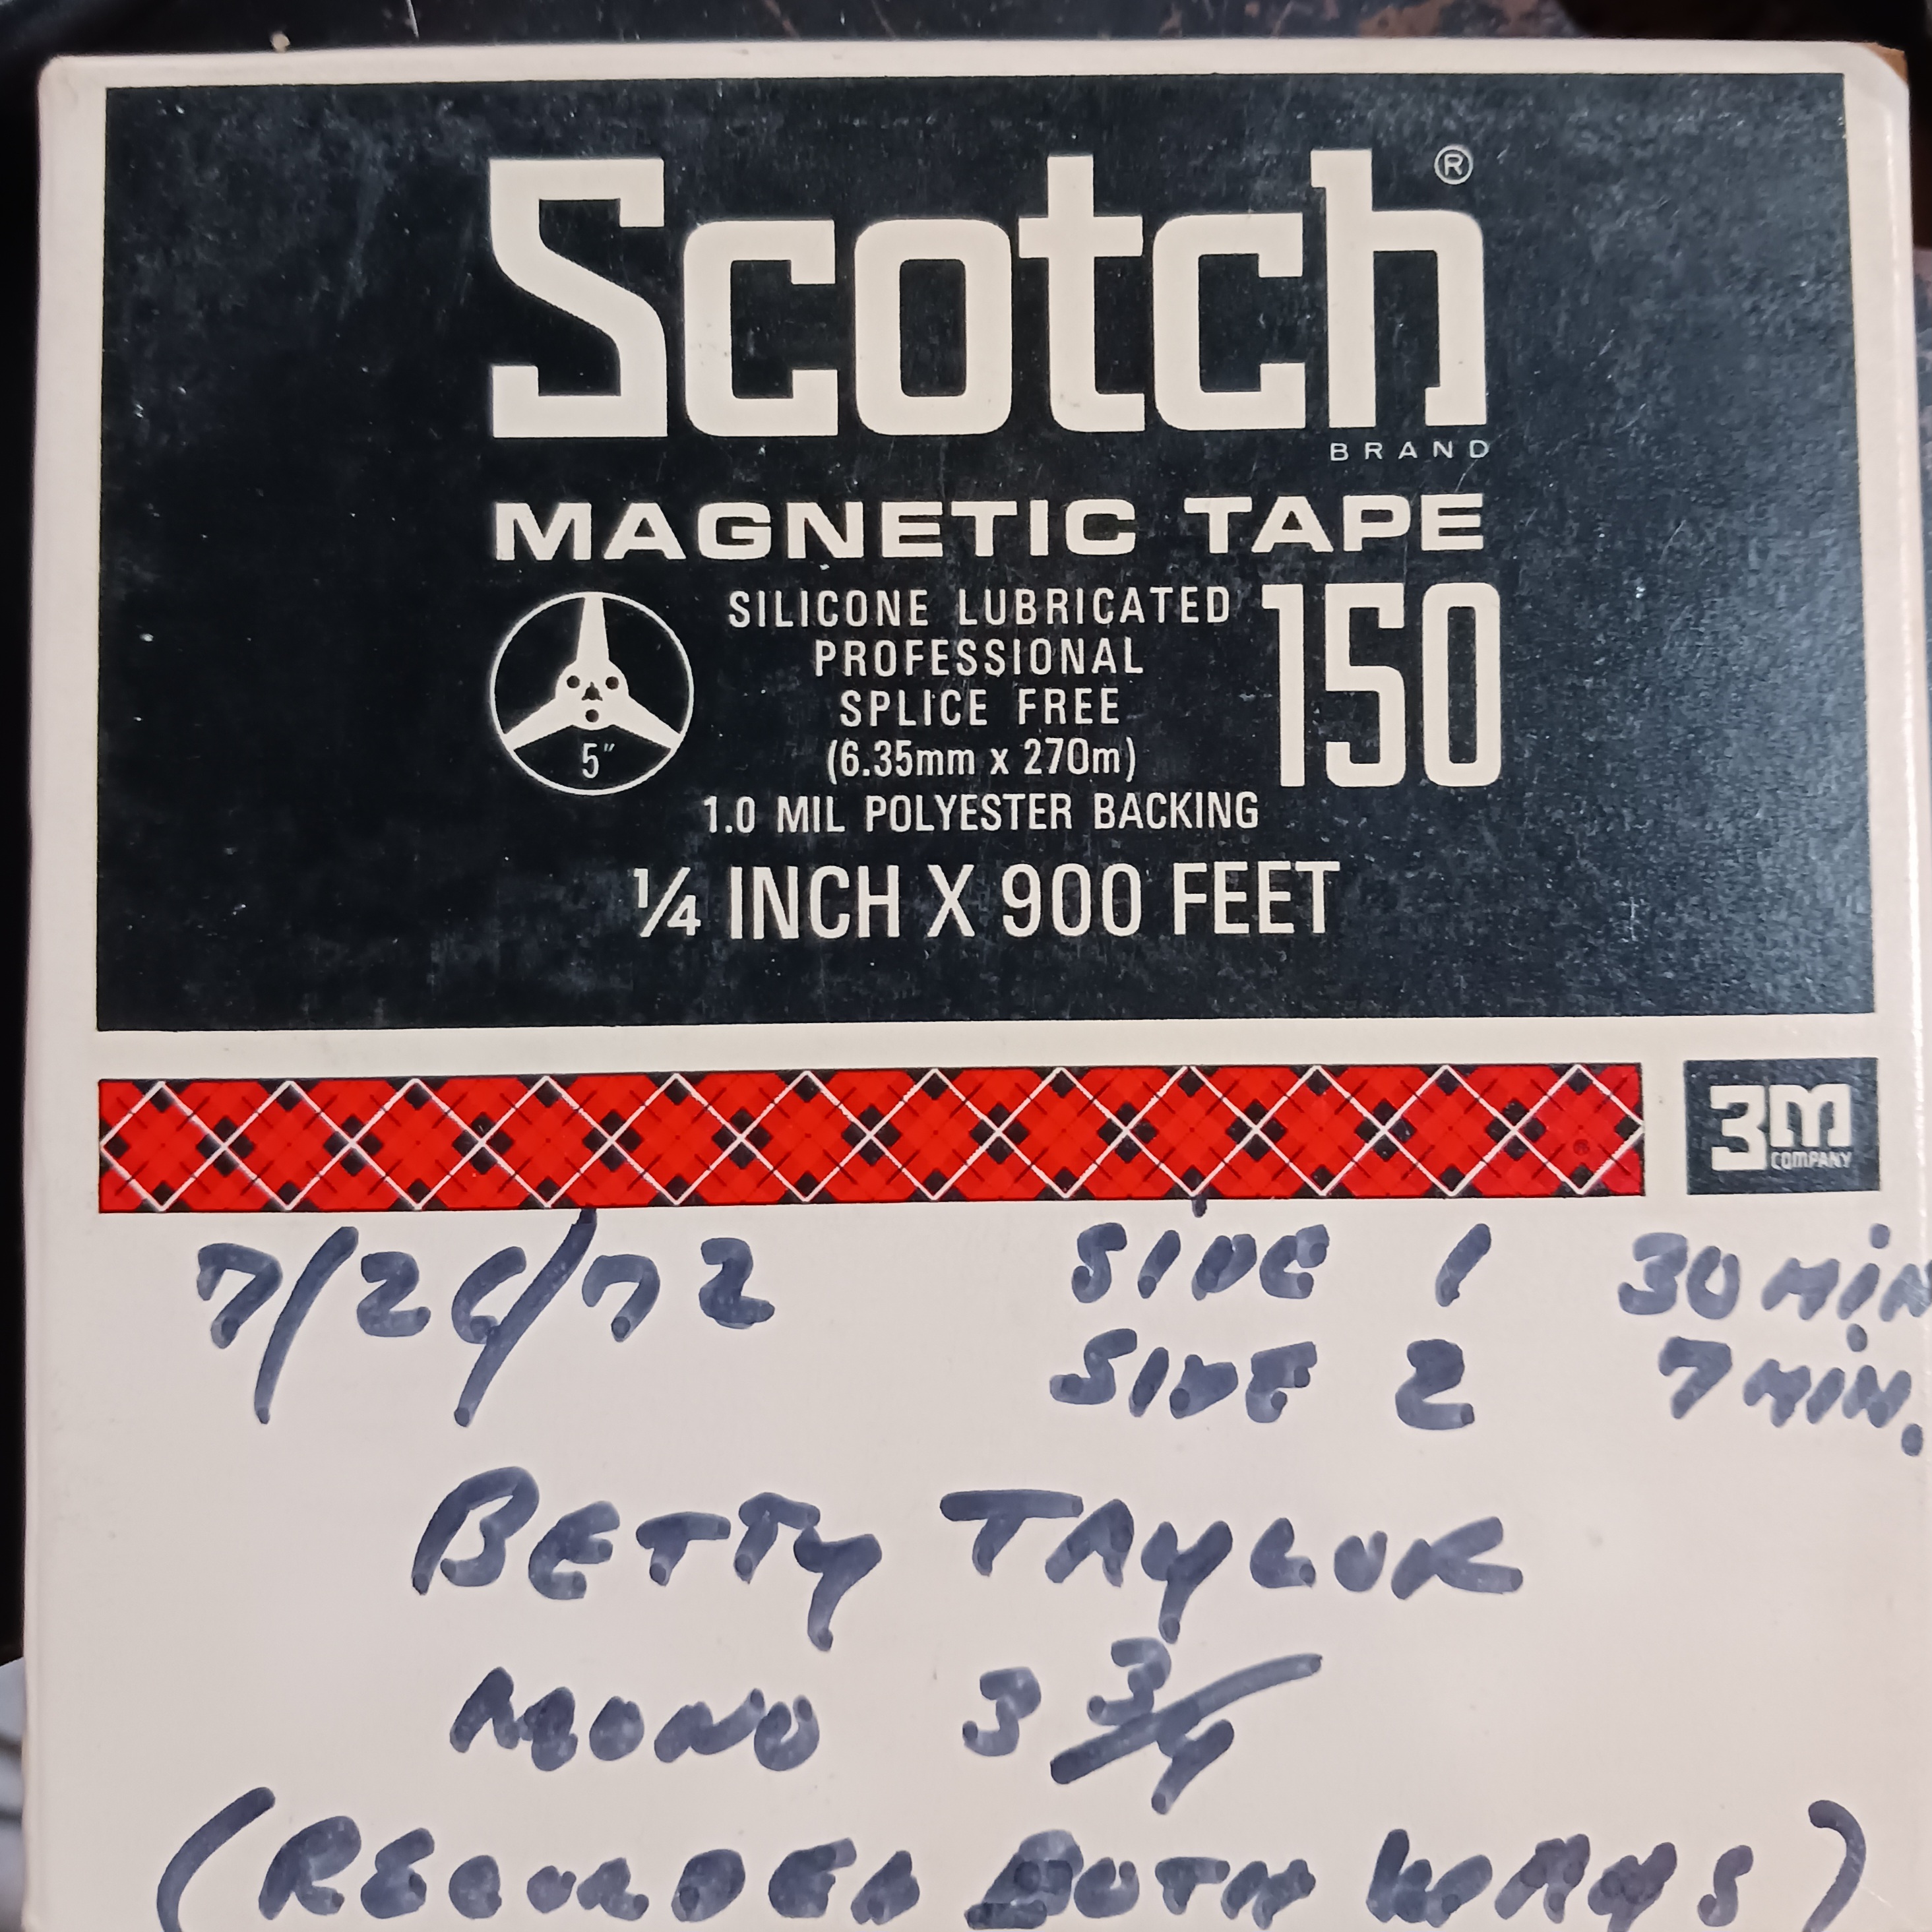 Scotch®
BRAND
MAGNETIC TAPE
SILICONE LUBRICATED
PROFESSIONAL
SPLICE FREE
(6.35mm x 270m)
150
5"
1.0 MIL POLYESTER BACKING
¼ INCH X 900 FEET
3M
COMPANY
7/26/72 SIDE 1 30 MIN
SIDE 2 7 MIN.
BETTY TAYLOR
MONO 3 3/4
(RECORDED BOTH WAYS)